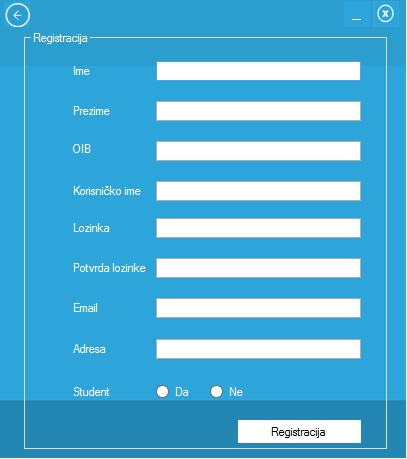 Registracija
Ime
Prezime
OIB
Korisničko ime
Lozinka
Potvrda lozinke
Email
Adresa
Student Da Ne
Registracija